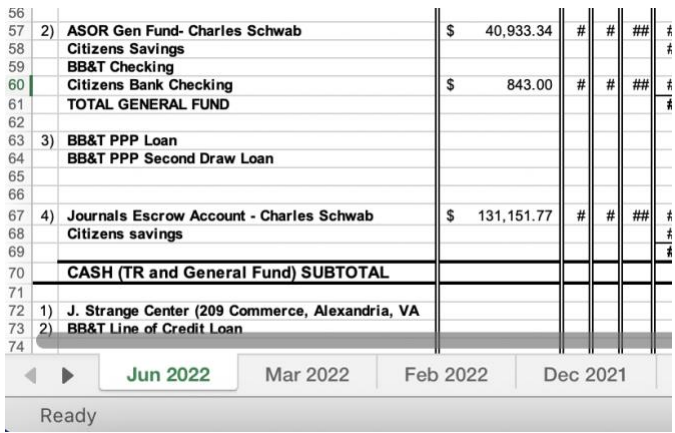 56
57 2) ASOR Gen Fund- Charles Schwab $ 40,933.34 # # ## #
58 Citizens Savings #
59 BB&T Checking
60 Citizens Bank Checking $ 843.00 # # ## #
61 TOTAL GENERAL FUND #
62
63 3) BB&T PPP Loan
64 BB&T PPP Second Draw Loan
65
66
67 4) Journals Escrow Account - Charles Schwab $ 131,151.77 # # ## #
68 Citizens savings #
69 #
70 CASH (TR and General Fund) SUBTOTAL
71
72 1) J. Strange Center (209 Commerce, Alexandria, VA
73 2) BB&T Line of Credit Loan
74
Jun 2022 Mar 2022 Feb 2022 Dec 2021
Ready